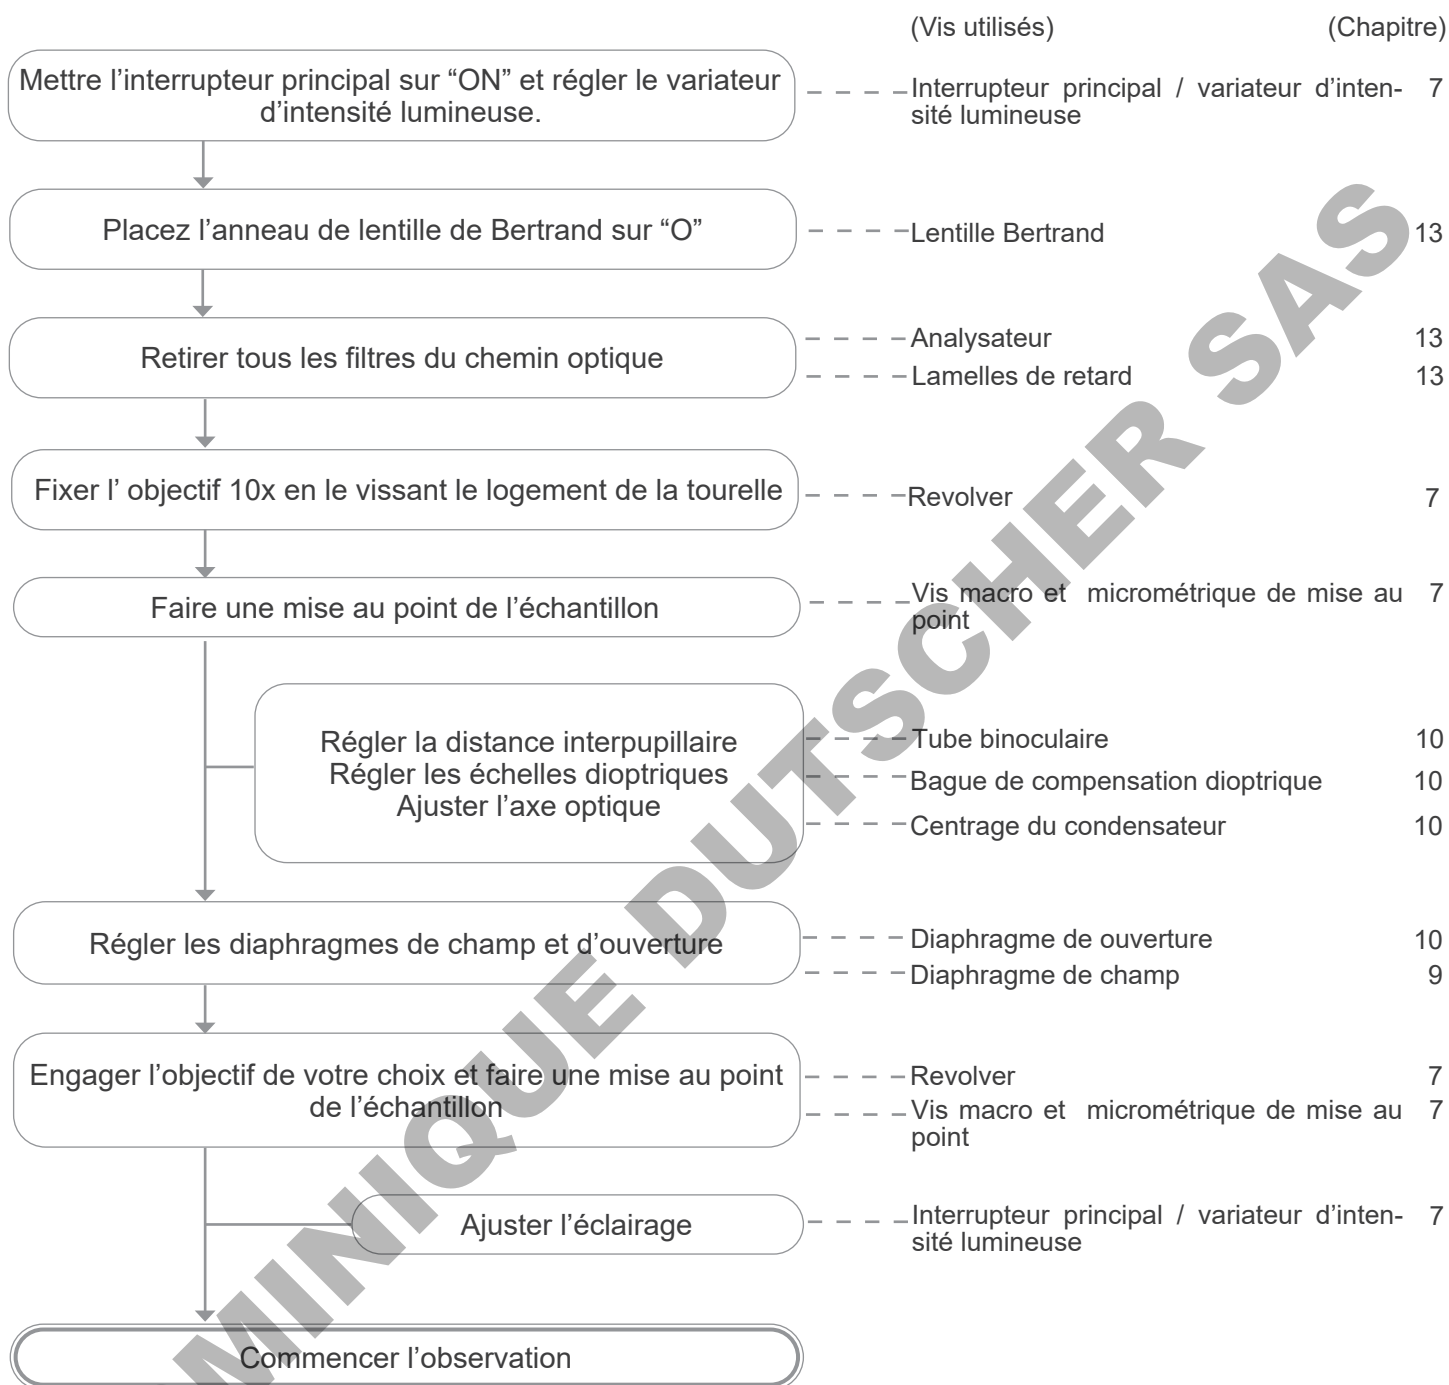 (Vis utilisés) (Chapitre)
Mettre l’interrupteur principal sur “ON” et régler le variateur
d’intensité lumineuse.
Interrupteur principal / variateur d’inten- 7
sité lumineuse
Placez l’anneau de lentille de Bertrand sur “O”
Lentille Bertrand 13
Retirer tous les filtres du chemin optique
Analysateur 13
Lamelles de retard 13
Fixer l’ objectif 10x en le vissant le logement de la tourelle
Revolver 7
Faire une mise au point de l’échantillon
Vis macro et micrométrique de mise au 7
point
Régler la distance interpupillaire
Régler les échelles dioptriques
Ajuster l’axe optique
Tube binoculaire 10
Bague de compensation dioptrique 10
Centrage du condensateur 10
Régler les diaphragmes de champ et d’ouverture
Diaphragme de ouverture 10
Diaphragme de champ 9
Engager l’objectif de votre choix et faire une mise au point
de l’échantillon
Revolver 7
Vis macro et micrométrique de mise au 7
point
Ajuster l’éclairage
Interrupteur principal / variateur d’inten- 7
sité lumineuse
Commencer l’observation
MINIQUE DUTSCHER SAS